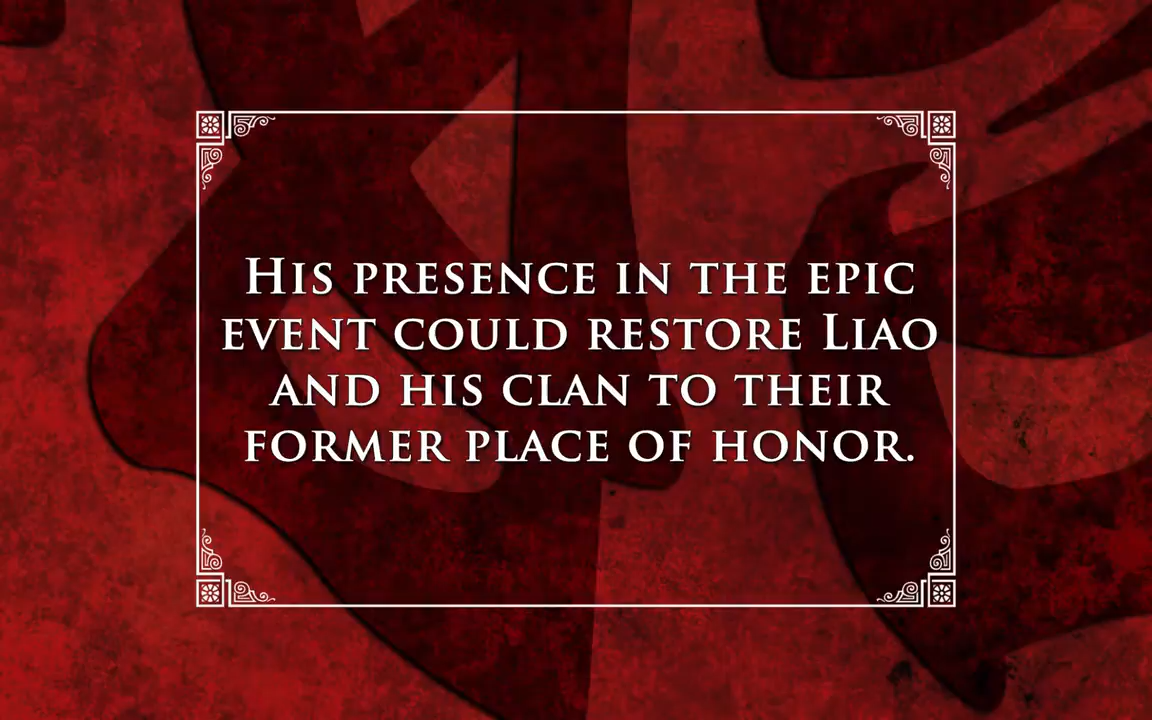 His presence in the epic
event could restore Liao
and his clan to their
former place of honor.